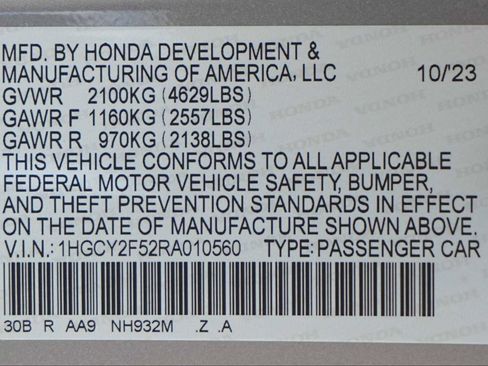 MFD. BY HONDA DEVELOPMENT &
MANUFACTURING OF AMERICA, LLC 10/'23
GVWR 2100KG (4629LBS)
GAWR F 1160KG (2557LBS)
GAWR R 970KG (2138LBS)
THIS VEHICLE CONFORMS TO ALL APPLICABLE
FEDERAL MOTOR VEHICLE SAFETY, BUMPER,
AND THEFT PREVENTION STANDARDS IN EFFECT
ON THE DATE OF MANUFACTURE SHOWN ABOVE.
V.I.N.: 1HGCY2F52RA010560 TYPE: PASSENGER CAR
30B R AA9 NH932M .Z .A